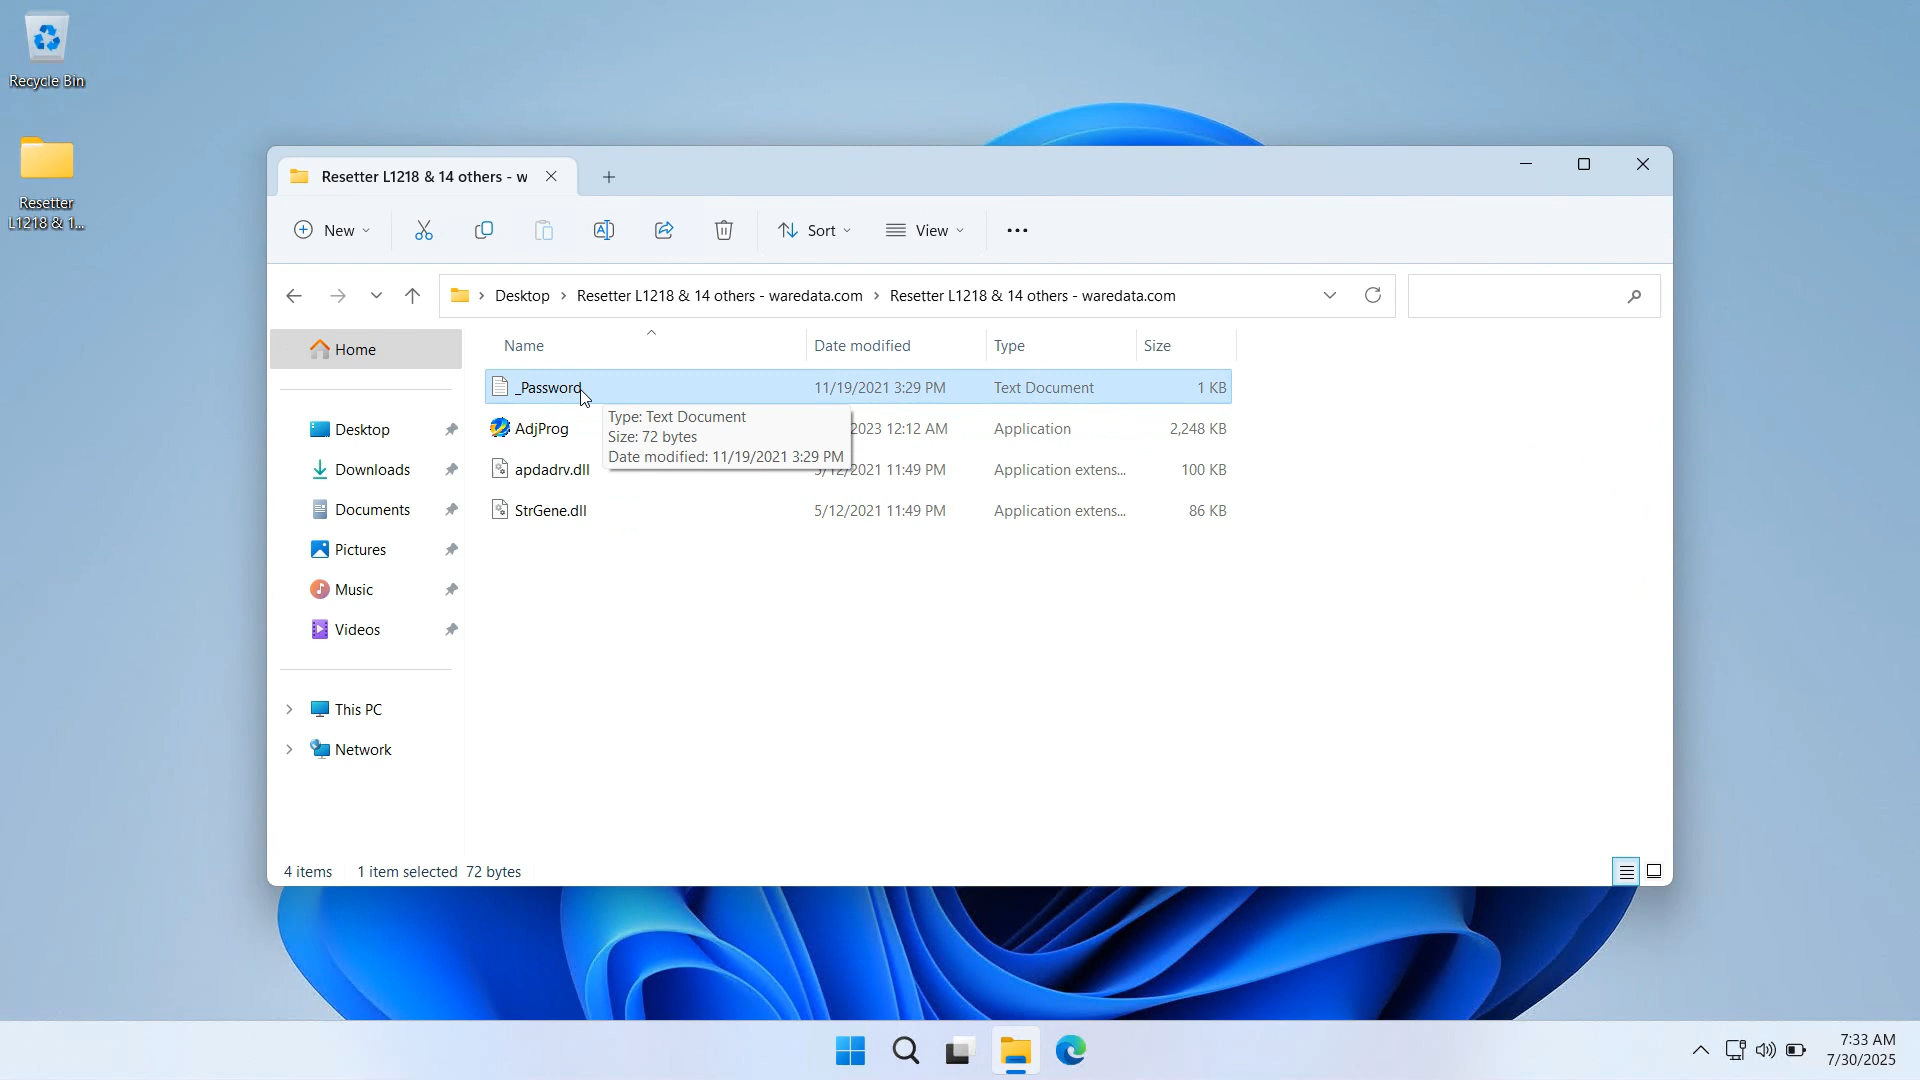 Recycle Bin
Resetter
L1218 & 1...
Resetter L1218 & 14 others - w
New
Sort
View
Desktop
Resetter L1218 & 14 others - waredata.com
Resetter L1218 & 14 others - waredata.com
Home
Desktop
Downloads
Documents
Pictures
Music
Videos
This PC
Network
Name Date modified Type Size
_Password 11/19/2021 3:29 PM Text Document 1 KB
AdjProg 2023 12:12 AM Application 2,248 KB
apdadrv.dll 5/12/2021 11:49 PM Application extens... 100 KB
StrGene.dll 5/12/2021 11:49 PM Application extens... 86 KB
Type: Text Document
Size: 72 bytes
Date modified: 11/19/2021 3:29 PM
4 items 1 item selected 72 bytes
7:33 AM
7/30/2025